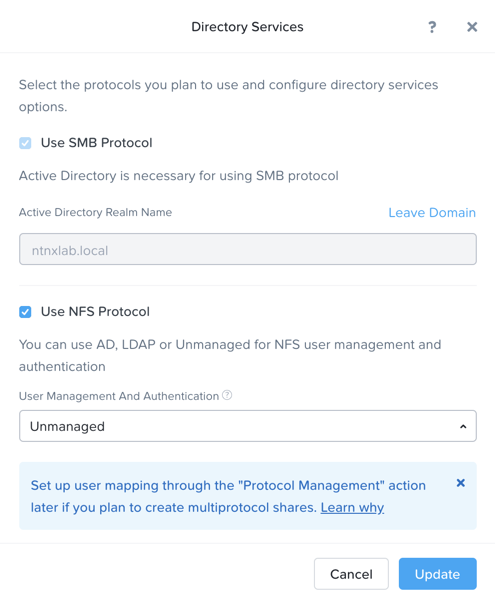 Directory Services
?
Select the protocols you plan to use and configure directory services
options.
Use SMB Protocol
Active Directory is necessary for using SMB protocol
Active Directory Realm Name
Leave Domain
ntnxlab.local
Use NFS Protocol
You can use AD, LDAP or Unmanaged for NFS user management and
authentication
User Management And Authentication ?
Unmanaged
Set up user mapping through the "Protocol Management" action
later if you plan to create multiprotocol shares. Learn why
Cancel
Update